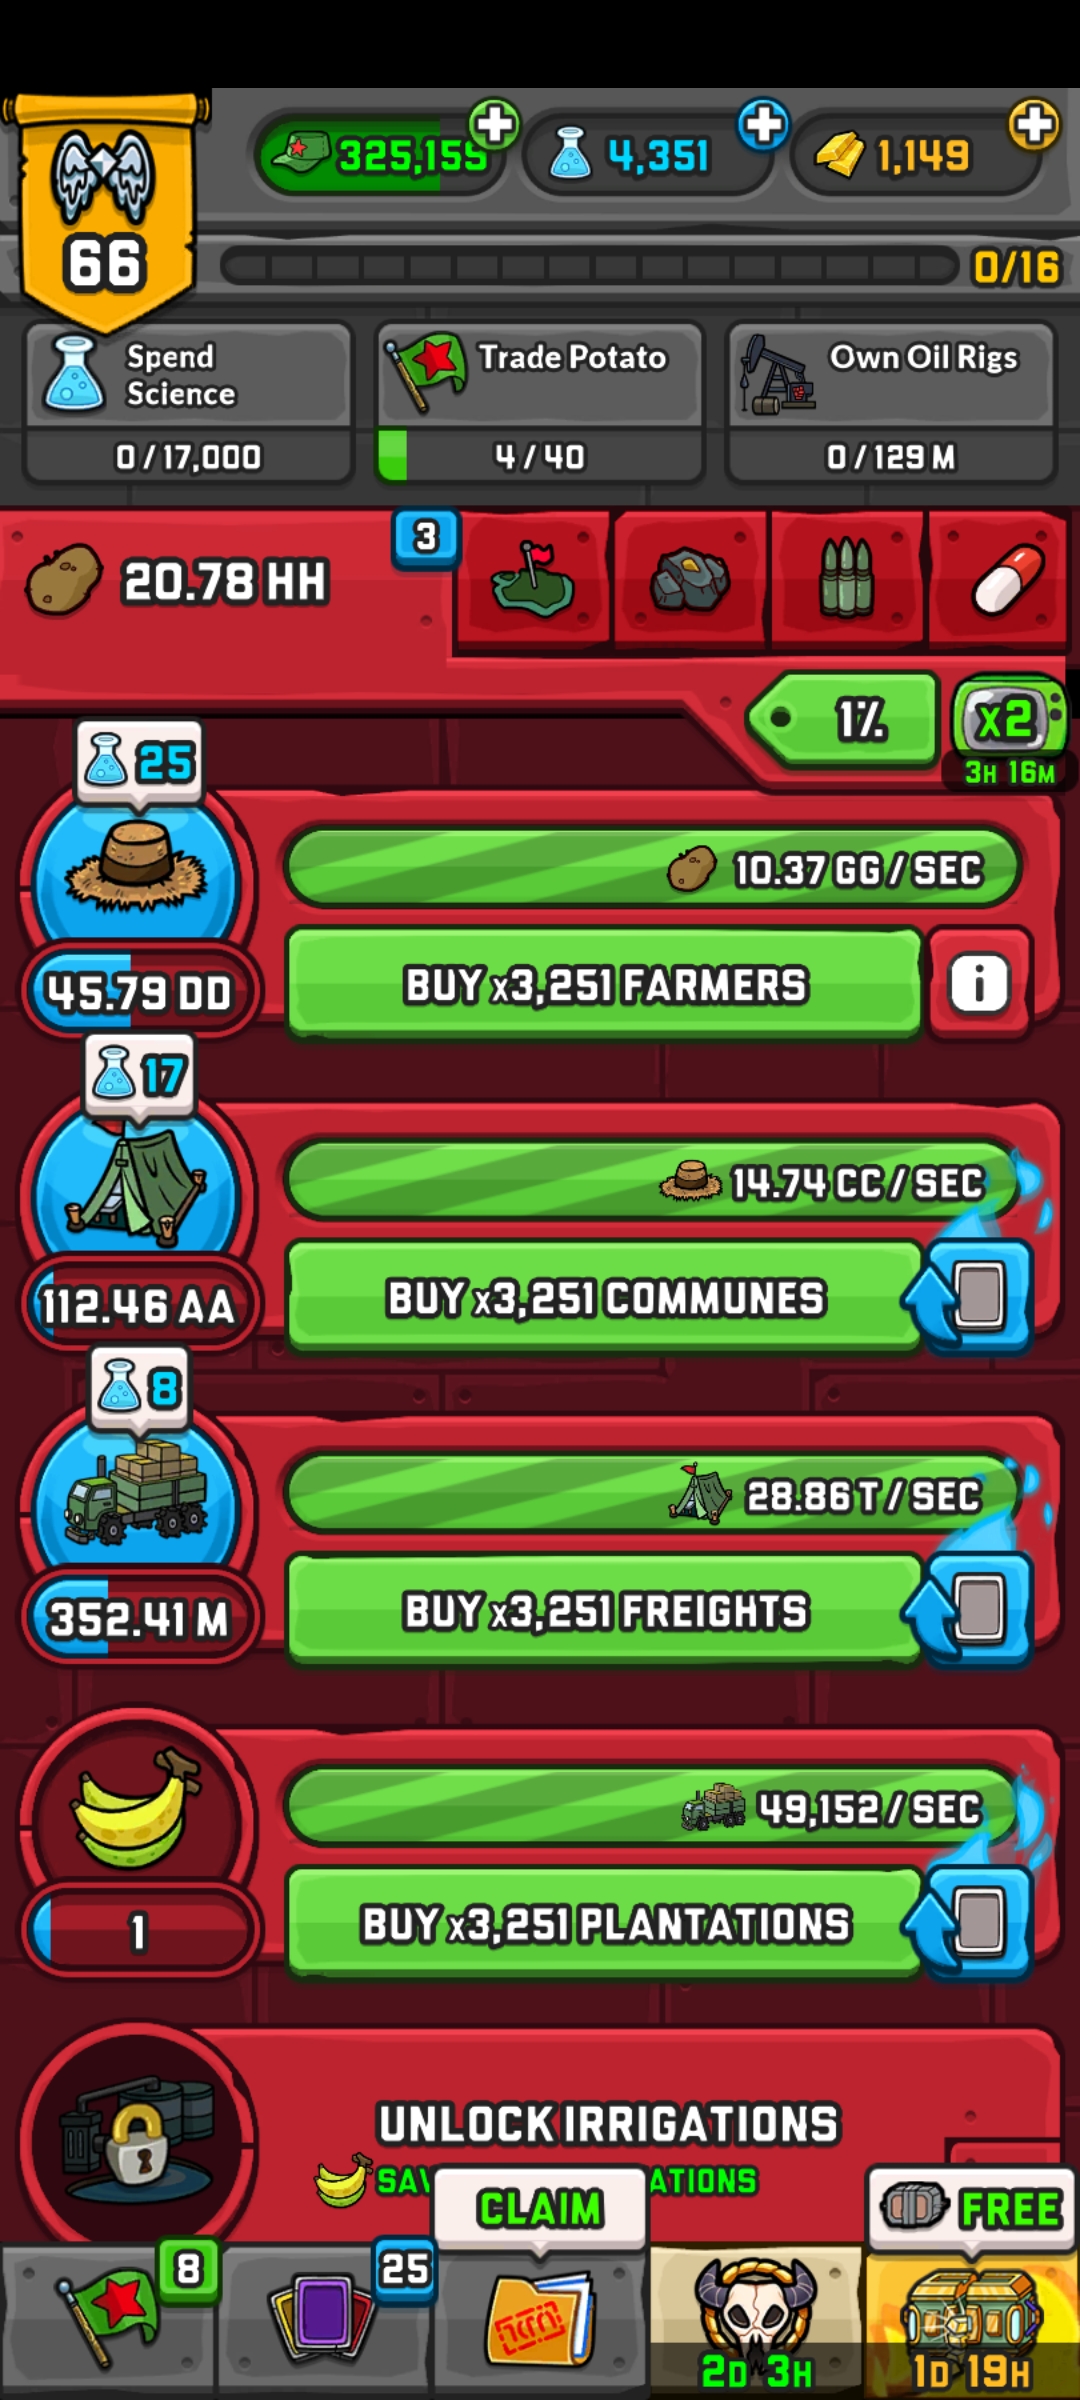 66
325,159
4,351
1,149
0/16
Spend
Science
0/17,000
Trade Potato
4/40
Own Oil Rigs
0/129 M
20.78 HH
3
1%
x2
3H 16M
25
10.37 GG/SEC
45.79 DD
BUY x3,251 FARMERS
i
17
14.74 CC/SEC
112.46 AA
BUY x3,251 COMMUNES
8
28.86 T/SEC
352.41 M
BUY x3,251 FREIGHTS
49,152/SEC
1
BUY x3,251 PLANTATIONS
UNLOCK IRRIGATIONS
CLAIM
FREE
8
25
2D 3H
1D 19H